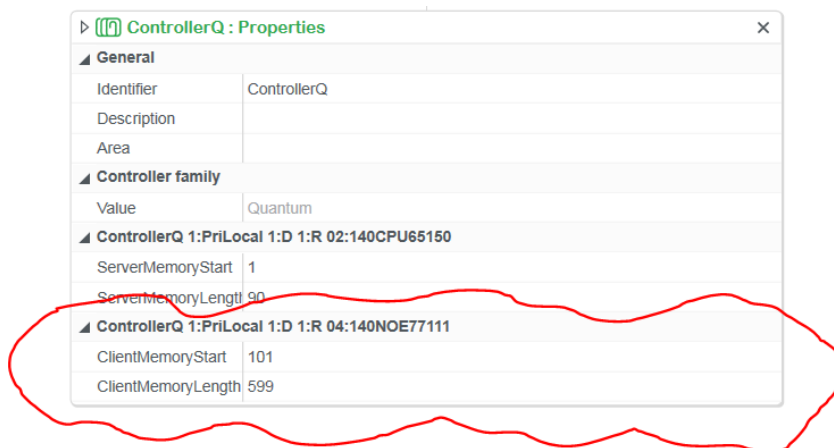 ControllerQ : Properties
General
Identifier ControllerQ
Description
Area
Controller family
Value Quantum
ControllerQ 1:PriLocal 1:D 1:R 02:140CPU65150
ServerMemoryStart 1
ServerMemoryLengtl 90
ControllerQ 1:PriLocal 1:D 1:R 04:140NOE77111
ClientMemoryStart 101
ClientMemoryLength 599